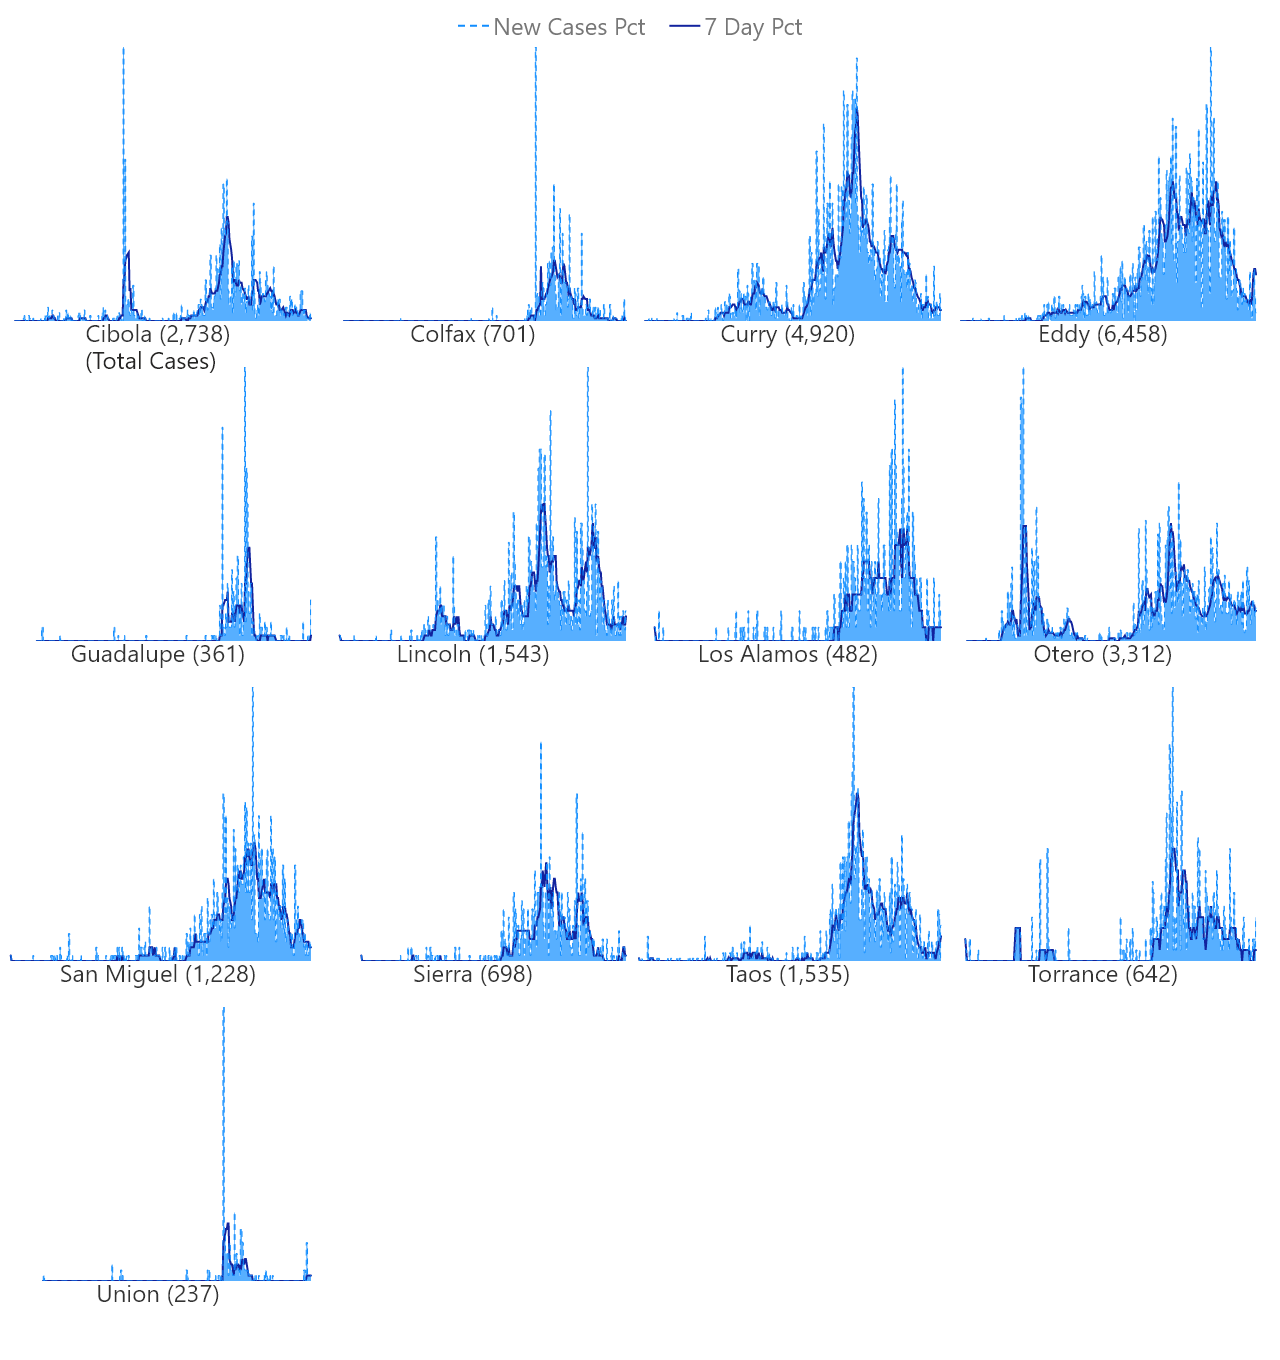 New Cases Pct 7 Day Pct
Cibola (2,738) Colfax (701) Curry (4,920) Eddy (6,458)
(Total Cases)
Guadalupe (361) Lincoln (1,543) Los Alamos (482) Otero (3,312)
San Miguel (1,228) Sierra (698) Taos (1,535) Torrance (642)
Union (237)